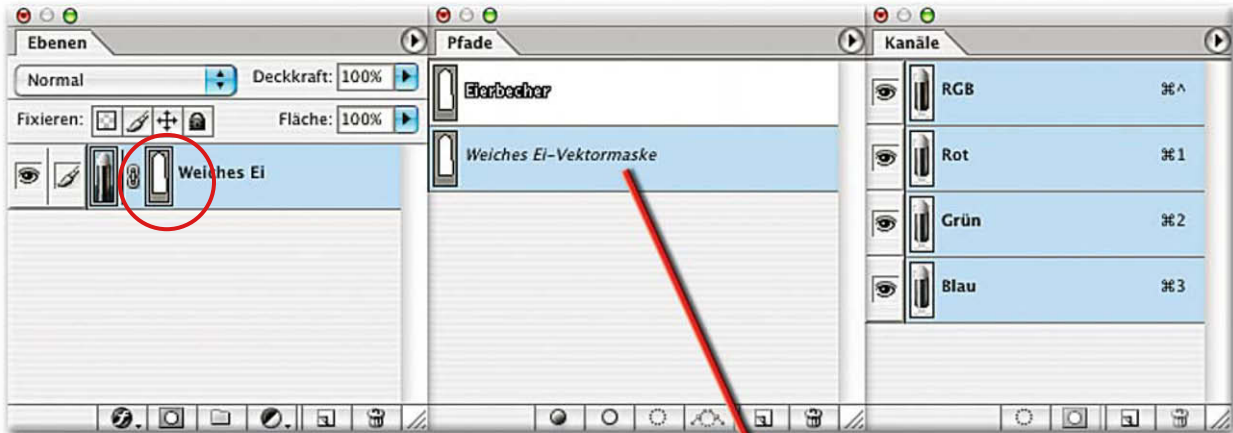 Ebenen
Normal
Deckkraft: 100%
Fixieren:
Fläche: 100%
Weiches Ei
Pfade
Eierbecher
Weiches Ei-Vektormaske
Kanäle
RGB ⌘^
Rot ⌘1
Grün ⌘2
Blau ⌘3